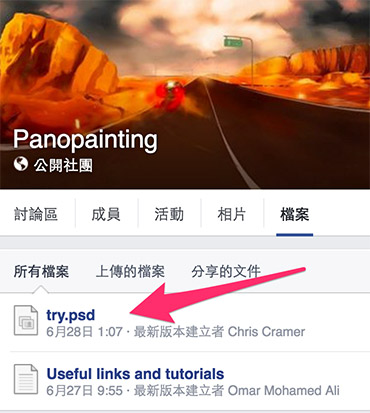 Panopainting
公開社團
討論區 成員 活動 相片 檔案
所有檔案 上傳的檔案 分享的文件
try.psd
6月28日 1:07 · 最新版本建立者 Chris Cramer
Useful links and tutorials
6月27日 9:55 · 最新版本建立者 Omar Mohamed Ali